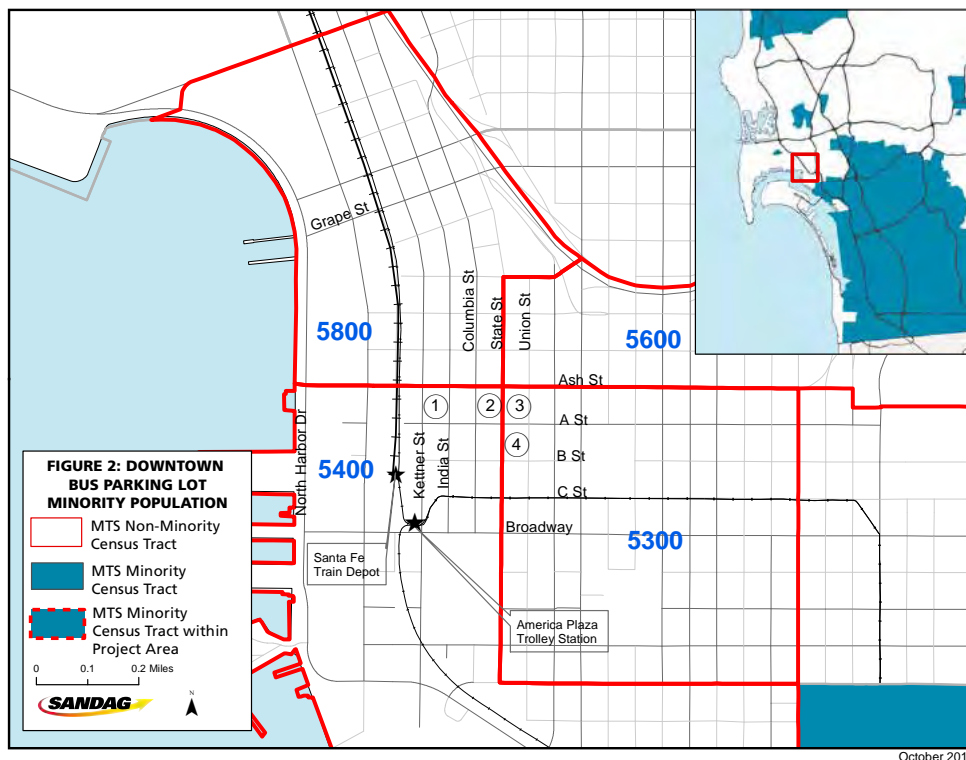 Grape St
5800
Columbia St
State St
Union St
5600
Ash St
1
2
3
A St
4
B St
North Harbor Dr
5400
Kettner St
India St
C St
Broadway
5300
Santa Fe
Train Depot
America Plaza
Trolley Station
FIGURE 2: DOWNTOWN
BUS PARKING LOT
MINORITY POPULATION
MTS Non-Minority
Census Tract
MTS Minority
Census Tract
MTS Minority
Census Tract within
Project Area
0 0.1 0.2 Miles
SANDAG
N
October 201